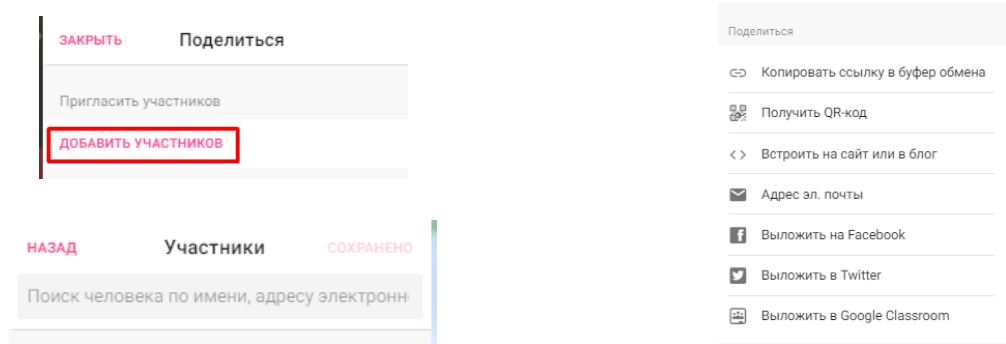 ЗАКРЫТЬ Поделиться
Пригласить участников
ДОБАВИТЬ УЧАСТНИКОВ
НАЗАД Участники СОХРАНЕНО
Поиск человека по имени, адресу электронн
Поделиться
Копировать ссылку в буфер обмена
Получить QR-код
Встроить на сайт или в блог
Адрес эл. почты
Выложить на Facebook
Выложить в Twitter
Выложить в Google Classroom